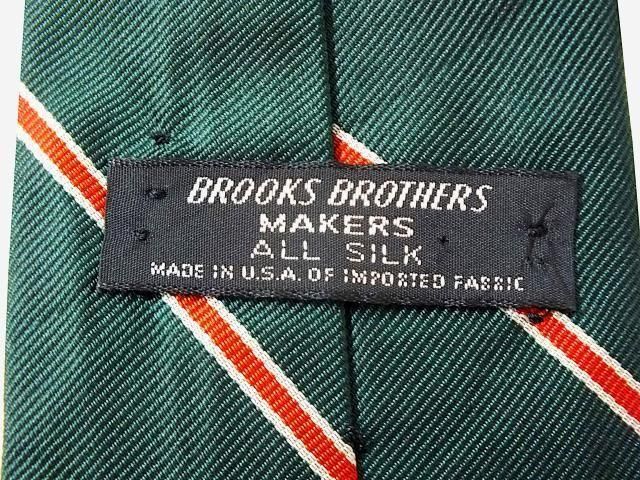 BROOKS BROTHERS
MAKERS
ALL SILK
MADE IN U.S.A. OF IMPORTED FABRIC